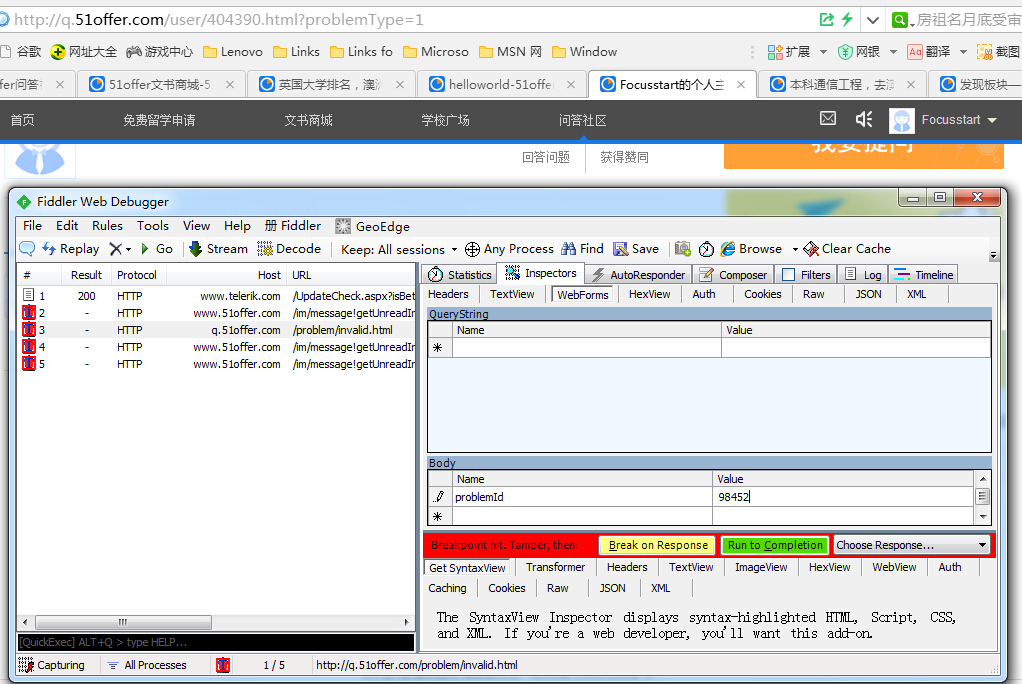 http://q.51offer.com/user/404390.html?problemType=1
房祖名月底受审
谷歌 网址大全 游戏中心 Lenovo Links Links fo Microso MSN 网 Window 扩展 网银 Aa 翻译 截图
fer问答 51offer文书商城-5 英国大学排名，澳 helloworld-51offe Focusstart的个人主 本科通信工程，去 发现板块—
首页 免费留学申请 文书商城 学校广场 问答社区 Focusstart
回答问题 获得赞同 我要提问
Fiddler Web Debugger
File Edit Rules Tools View Help 册 Fiddler GeoEdge
Replay Go Stream Decode Keep: All sessions Any Process Find Save Browse Clear Cache
# Result Protocol Host URL
1 200 HTTP www.telerik.com /UpdateCheck.aspx?isBet
2 - HTTP www.51offer.com /im/message!getUnreadIn
3 - HTTP q.51offer.com /problem/invalid.html
4 - HTTP www.51offer.com /im/message!getUnreadIn
5 - HTTP www.51offer.com /im/message!getUnreadIn
Statistics Inspectors AutoResponder Composer Filters Log Timeline
Headers TextView WebForms HexView Auth Cookies Raw JSON XML
QueryString
Name Value
Body
Name Value
problemId 98452
Breakpoint hit. Tamper, then: Break on Response Run to Completion Choose Response...
Get SyntaxView Transformer Headers TextView ImageView HexView WebView Auth
Caching Cookies Raw JSON XML
The SyntaxView Inspector displays syntax-highlighted HTML, Script, CSS,
and XML. If you're a web developer, you'll want this add-on.
[QuickExec] ALT+Q > type HELP...
Capturing All Processes 1 / 5 http://q.51offer.com/problem/invalid.html